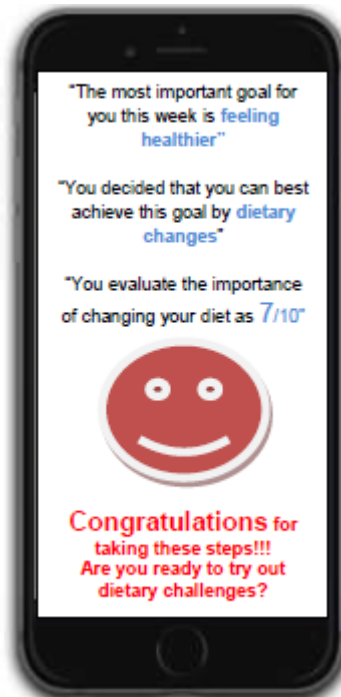 "The most important goal for
you this week is feeling
healthier"
"You decided that you can best
achieve this goal by dietary
changes"
"You evaluate the importance
of changing your diet as 7/10"
Congratulations for
taking these steps!!!
Are you ready to try out
dietary challenges?